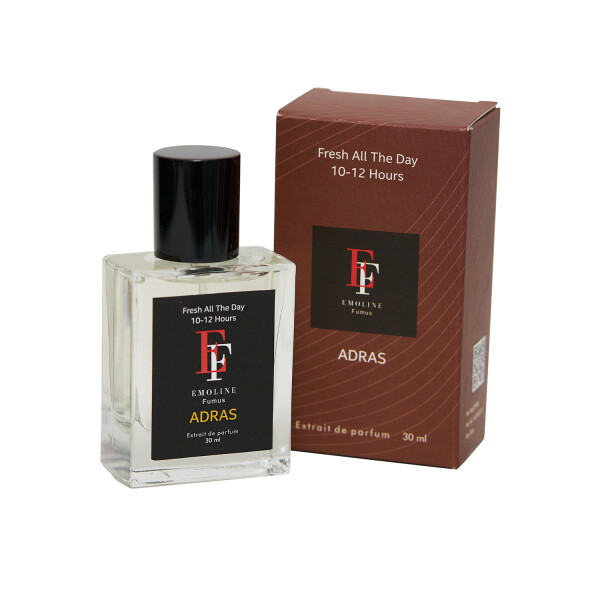 Fresh All The Day
10-12 Hours
EF
EMOLINE
Fumus
ADRAS
Extrait de parfum 30 ml
Fresh All The Day
10-12 Hours
EF
EMOLINE
Fumus
ADRAS
Extrait de parfum
30 ml